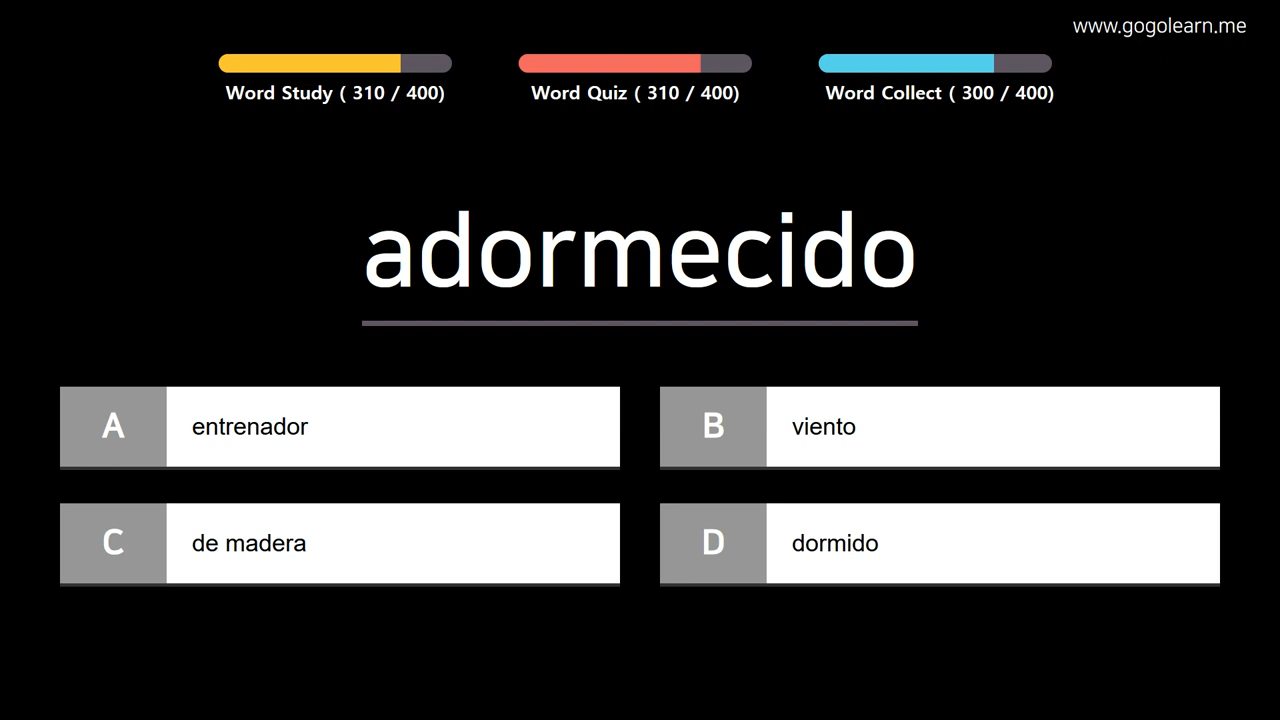 www.gogolearn.me
Word Study ( 310 / 400)
Word Quiz ( 310 / 400)
Word Collect ( 300 / 400)
adormecido
A entrenador
B viento
C de madera
D dormido